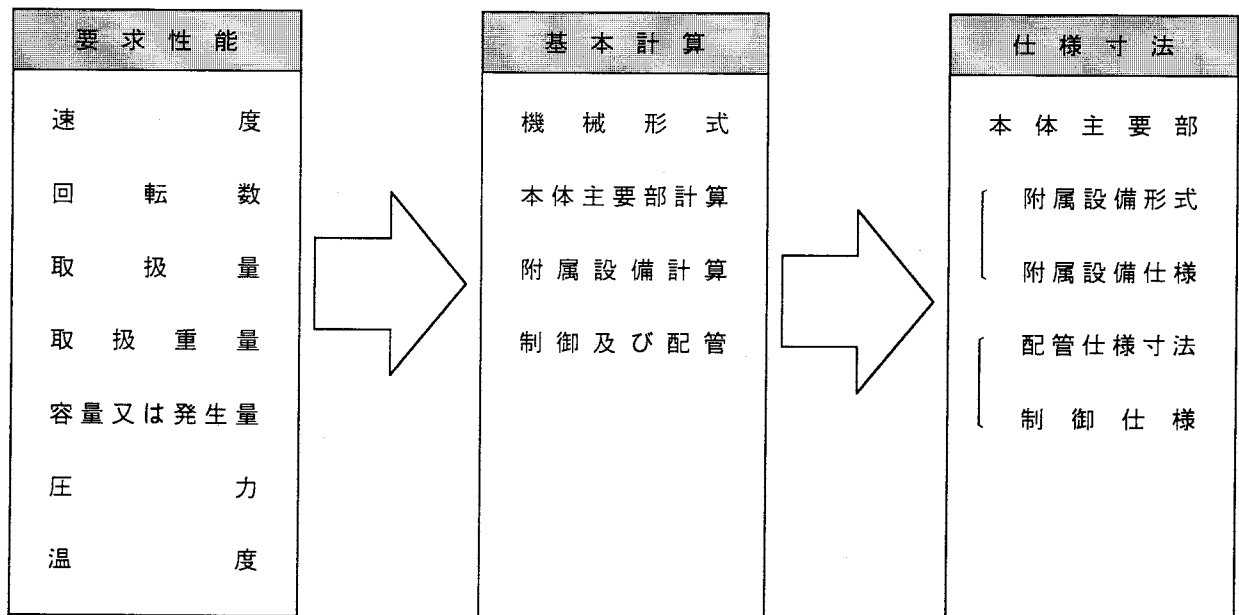 要求性能
速度
回転数
取扱量
取扱重量
容量又は発生量
圧力
温度
基本計算
機械形式
本体主要部計算
附属設備計算
制御及び配管
仕様寸法
本体主要部
附属設備形式
附属設備仕様
配管仕様寸法
制御仕様